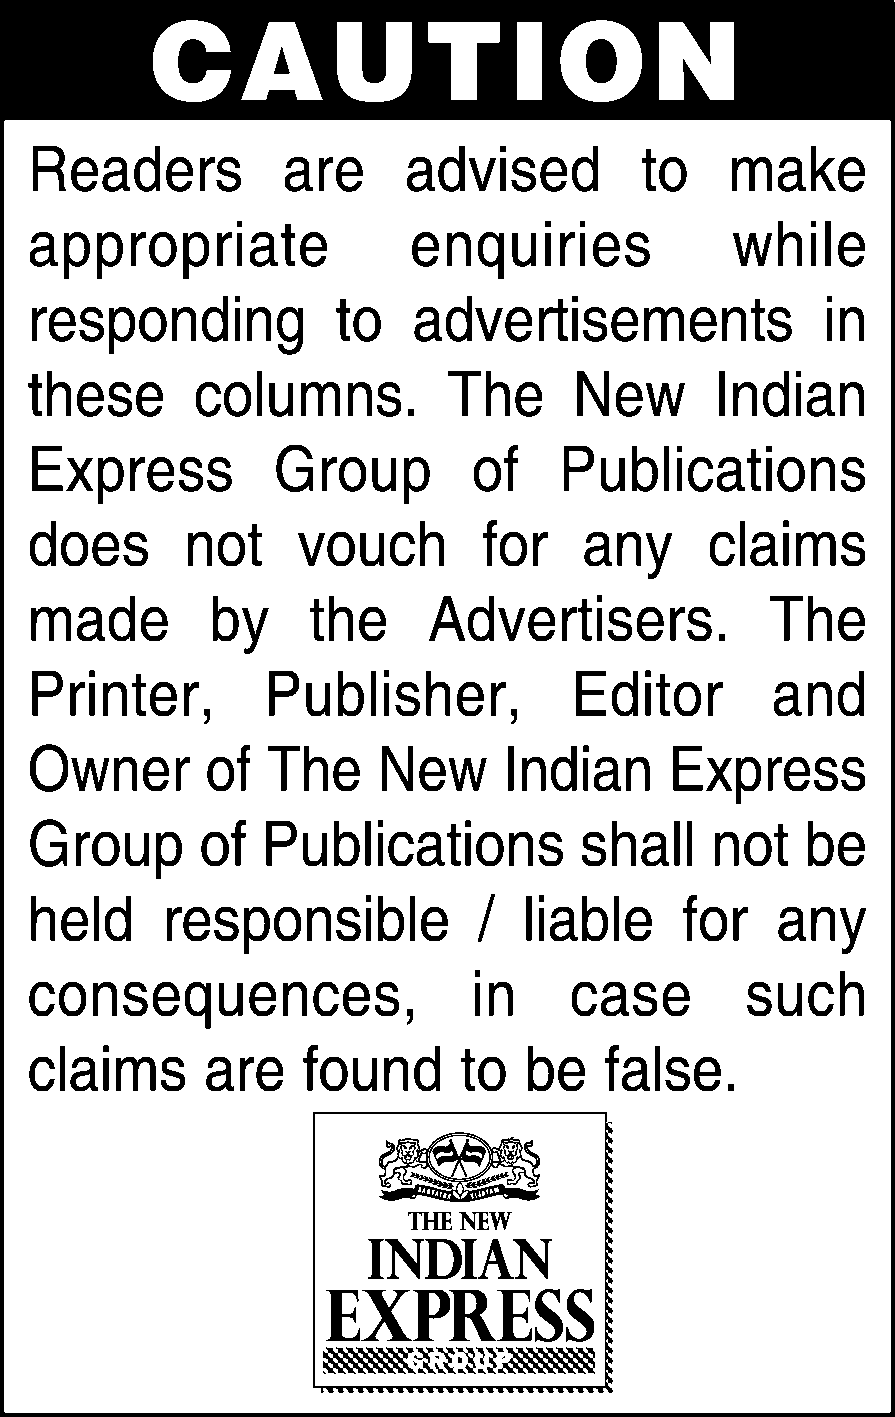 CAUTION
Readers are advised to make
appropriate enquiries while
responding to advertisements in
these columns. The New Indian
Express Group of Publications
does not vouch for any claims
made by the Advertisers. The
Printer, Publisher, Editor and
Owner of The New Indian Express
Group of Publications shall not be
held responsible / liable for any
consequences, in case such
claims are found to be false.
THE NEW
INDIAN
EXPRESS
GROUP